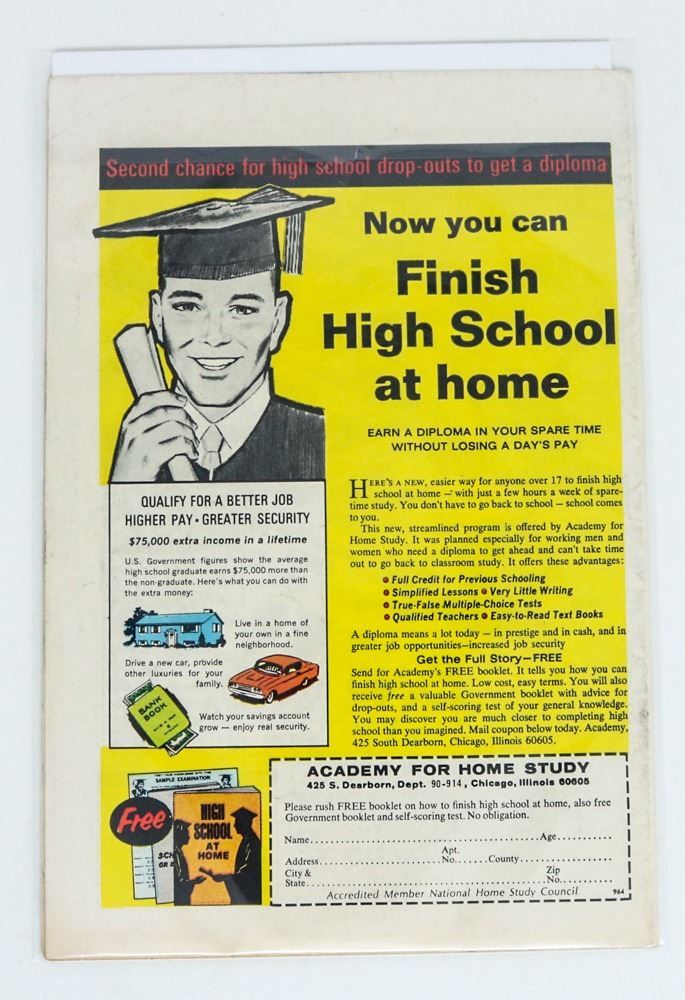 Second chance for high school drop-outs to get a diploma
Now you can
Finish
High School
at home
EARN A DIPLOMA IN YOUR SPARE TIME
WITHOUT LOSING A DAY'S PAY
HERE'S A NEW, easier way for anyone over 17 to finish high
school at home — with just a few hours a week of spare-
time study. You don't have to go back to school — school comes
to you.
This new, streamlined program is offered by Academy for
Home Study. It was planned especially for working men and
women who need a diploma to get ahead and can't take time
out to go back to classroom study. It offers these advantages:
• Full Credit for Previous Schooling
• Simplified Lessons • Very Little Writing
• True-False Multiple-Choice Tests
• Qualified Teachers • Easy-to-Read Text Books
A diploma means a lot today — in prestige and in cash, and in
greater job opportunities—increased job security
Get the Full Story—FREE
Send for Academy's FREE booklet. It tells you how you can
finish high school at home. Low cost, easy terms. You will also
receive free a valuable Government booklet with advice for
drop-outs, and a self-scoring test of your general knowledge.
You may discover you are much closer to completing high
school than you imagined. Mail coupon below today. Academy,
425 South Dearborn, Chicago, Illinois 60605.
QUALIFY FOR A BETTER JOB
HIGHER PAY • GREATER SECURITY
$75,000 extra income in a lifetime
U.S. Government figures show the average
high school graduate earns $75,000 more than
the non-graduate. Here's what you can do with
the extra money:
Live in a home of
your own in a fine
neighborhood.
Drive a new car, provide
other luxuries for your
family.
BANK
BOOK
Watch your savings account
grow — enjoy real security.
SAMPLE EXAMINATION
Free
HIGH
SCHOOL
AT
HOME
ACADEMY FOR HOME STUDY
425 S. Dearborn, Dept. 90-914, Chicago, Illinois 60605
Please rush FREE booklet on how to finish high school at home, also free
Government booklet and self-scoring test. No obligation.
Name Age
Apt.
Address No. County
City & Zip
State No.
Accredited Member National Home Study Council 964